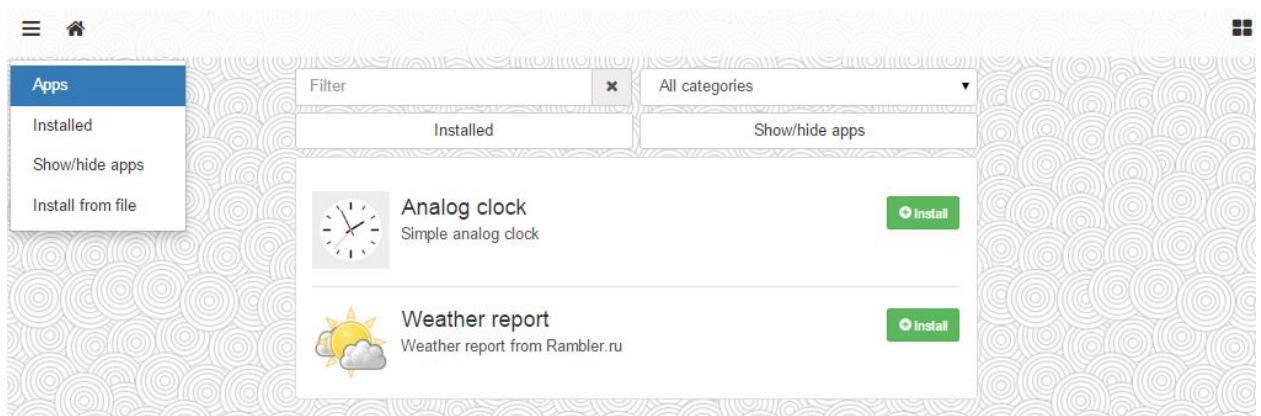 Apps
Installed
Show/hide apps
Install from file
Filter
All categories
Installed
Show/hide apps
Analog clock
Simple analog clock
Install
Weather report
Weather report from Rambler.ru
Install